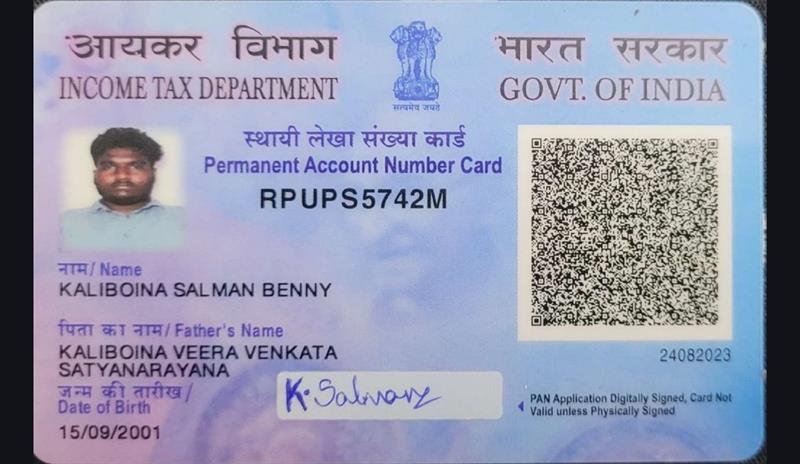 आयकर विभाग
INCOME TAX DEPARTMENT
सत्यमेव जयते
भारत सरकार
GOVT. OF INDIA
स्थायी लेखा संख्या कार्ड
Permanent Account Number Card
RPUPS5742M
नाम/ Name
KALIBOINA SALMAN BENNY
पिता का नाम/ Father's Name
KALIBOINA VEERA VENKATA
SATYANARAYANA
जन्म की तारीख/
Date of Birth
15/09/2001
K. Salman
24082023
PAN Application Digitally Signed, Card Not
Valid unless Physically Signed